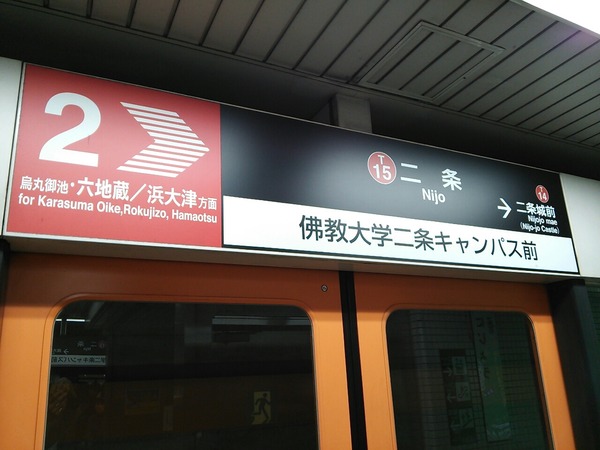 2
烏丸御池・六地蔵／浜大津方面
for Karasuma Oike,Rokujizo, Hamaotsu
T
15
二条
Nijo
T
14
二条城前
Nijojo mae
(Nijo-jo Castle)
佛教大学二条キャンパス前